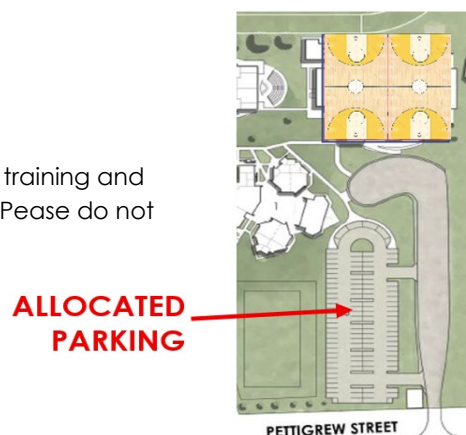 training and
Pease do not
ALLOCATED
PARKING
PETTIGREW STREET